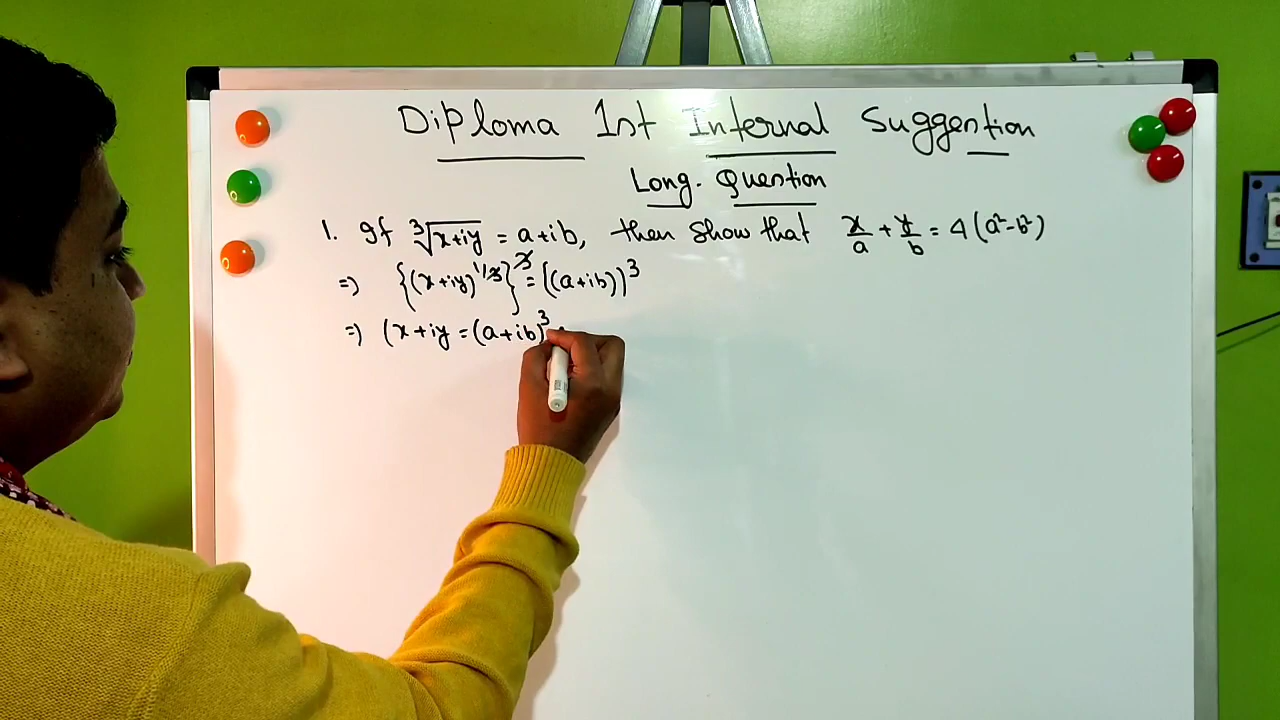 Diploma 1st Internal Suggestion
Long. Question
1. If ∛(x+iy) = a+ib, then show that x/a + y/b = 4(a²-b²)
=) {(x+iy)^1/3}^3 = {(a+ib))^3
=) (x+iy = (a+ib)^3